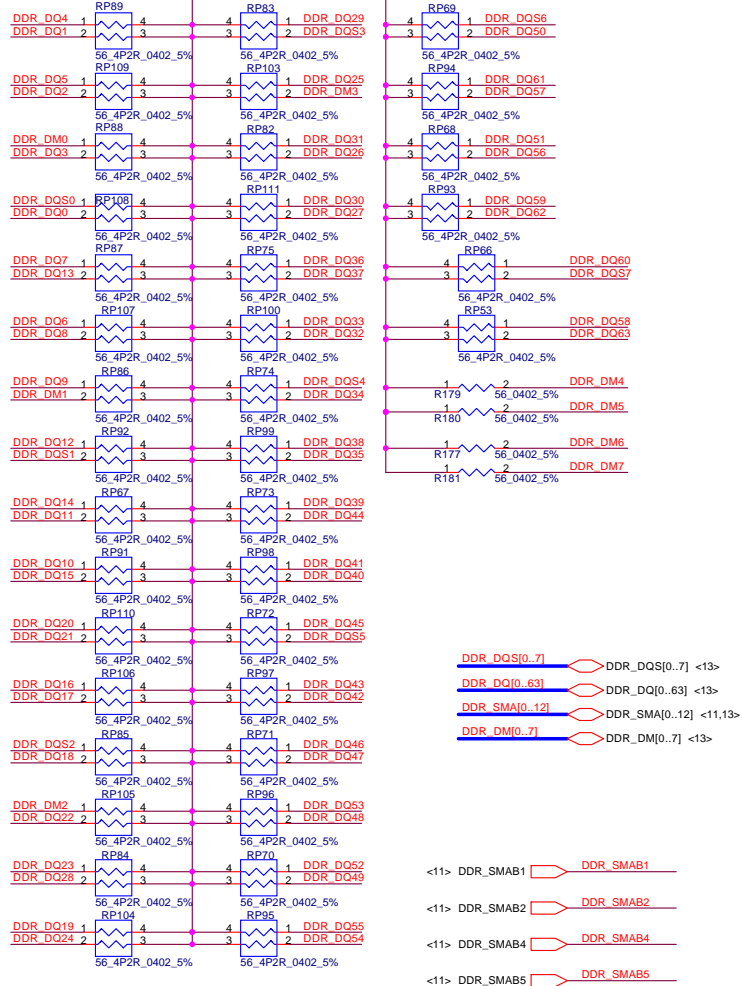 RP89 RP83 RP69
DDR_DQ4 1 4 4 1 DDR_DQ29 4 1 DDR_DQS6
DDR_DQ1 2 3 3 2 DDR_DQS3 3 2 DDR_DQ50
56_4P2R_0402_5% 56_4P2R_0402_5% 56_4P2R_0402_5%
RP109 RP103 RP94
DDR_DQ5 1 4 4 1 DDR_DQ25 4 1 DDR_DQ61
DDR_DQ2 2 3 3 2 DDR_DM3 3 2 DDR_DQ57
56_4P2R_0402_5% 56_4P2R_0402_5% 56_4P2R_0402_5%
RP88 RP82 RP68
DDR_DM0 1 4 4 1 DDR_DQ31 4 1 DDR_DQ51
DDR_DQ3 2 3 3 2 DDR_DQ26 3 2 DDR_DQ56
56_4P2R_0402_5% 56_4P2R_0402_5% 56_4P2R_0402_5%
RP108 RP111 RP93
DDR_DQS0 1 4 4 1 DDR_DQ30 4 1 DDR_DQ59
DDR_DQ0 2 3 3 2 DDR_DQ27 3 2 DDR_DQ62
56_4P2R_0402_5% 56_4P2R_0402_5% 56_4P2R_0402_5%
RP87 RP75 RP66
DDR_DQ7 1 4 4 1 DDR_DQ36 4 1 DDR_DQ60
DDR_DQ13 2 3 3 2 DDR_DQ37 3 2 DDR_DQS7
56_4P2R_0402_5% 56_4P2R_0402_5% 56_4P2R_0402_5%
RP107 RP100 RP53
DDR_DQ6 1 4 4 1 DDR_DQ33 4 1 DDR_DQ58
DDR_DQ8 2 3 3 2 DDR_DQ32 3 2 DDR_DQ63
56_4P2R_0402_5% 56_4P2R_0402_5% 56_4P2R_0402_5%
RP86 RP74
DDR_DQ9 1 4 4 1 DDR_DQS4 1 2 DDR_DM4
DDR_DM1 2 3 3 2 DDR_DQ34 R179 56_0402_5%
56_4P2R_0402_5% 56_4P2R_0402_5% 1 2 DDR_DM5
R180 56_0402_5%
RP92 RP99
DDR_DQ12 1 4 4 1 DDR_DQ38 1 2 DDR_DM6
DDR_DQS1 2 3 3 2 DDR_DQ35 R177 56_0402_5%
56_4P2R_0402_5% 56_4P2R_0402_5% 1 2 DDR_DM7
R181 56_0402_5%
RP67 RP73
DDR_DQ14 1 4 4 1 DDR_DQ39
DDR_DQ11 2 3 3 2 DDR_DQ44
56_4P2R_0402_5% 56_4P2R_0402_5%
RP91 RP98
DDR_DQ10 1 4 4 1 DDR_DQ41
DDR_DQ15 2 3 3 2 DDR_DQ40
56_4P2R_0402_5% 56_4P2R_0402_5%
RP110 RP72
DDR_DQ20 1 4 4 1 DDR_DQ45
DDR_DQ21 2 3 3 2 DDR_DQS5
56_4P2R_0402_5% 56_4P2R_0402_5%
RP106 RP97
DDR_DQ16 1 4 4 1 DDR_DQ43
DDR_DQ17 2 3 3 2 DDR_DQ42
56_4P2R_0402_5% 56_4P2R_0402_5%
RP85 RP71
DDR_DQS2 1 4 4 1 DDR_DQ46
DDR_DQ18 2 3 3 2 DDR_DQ47
56_4P2R_0402_5% 56_4P2R_0402_5%
RP105 RP96
DDR_DM2 1 4 4 1 DDR_DQ53
DDR_DQ22 2 3 3 2 DDR_DQ48
56_4P2R_0402_5% 56_4P2R_0402_5%
RP84 RP70
DDR_DQ23 1 4 4 1 DDR_DQ52
DDR_DQ28 2 3 3 2 DDR_DQ49
56_4P2R_0402_5% 56_4P2R_0402_5%
RP104 RP95
DDR_DQ19 1 4 4 1 DDR_DQ55
DDR_DQ24 2 3 3 2 DDR_DQ54
56_4P2R_0402_5% 56_4P2R_0402_5%
DDR_DQS[0..7] DDR_DQS[0..7] <13>
DDR_DQ[0..63] DDR_DQ[0..63] <13>
DDR_SMA[0..12] DDR_SMA[0..12] <11,13>
DDR_DM[0..7] DDR_DM[0..7] <13>
<11> DDR_SMAB1 DDR_SMAB1
<11> DDR_SMAB2 DDR_SMAB2
<11> DDR_SMAB4 DDR_SMAB4
<11> DDR_SMAB5 DDR_SMAB5